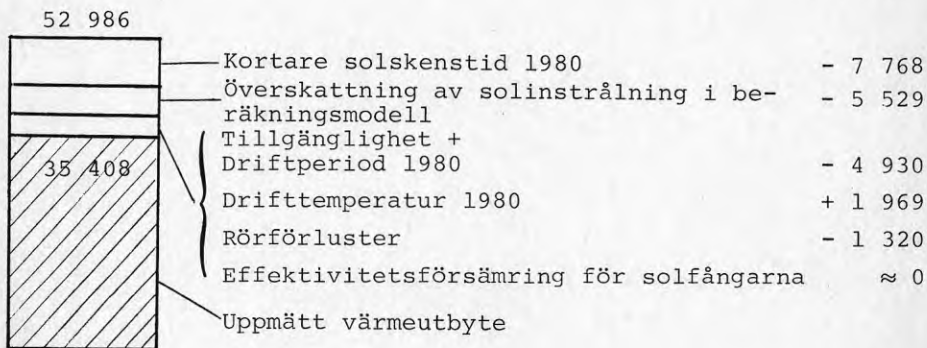 52 986
Kortare solskenstid 1980 - 7 768
Överskattning av solinstrålning i be- - 5 529
räkningsmodell
Tillgänglighet +
35 408
Driftperiod 1980 - 4 930
Drifttemperatur 1980 + 1 969
Rörförluster - 1 320
Effektivitetsförsämring för solfångarna ≈ 0
Uppmätt värmeutbyte